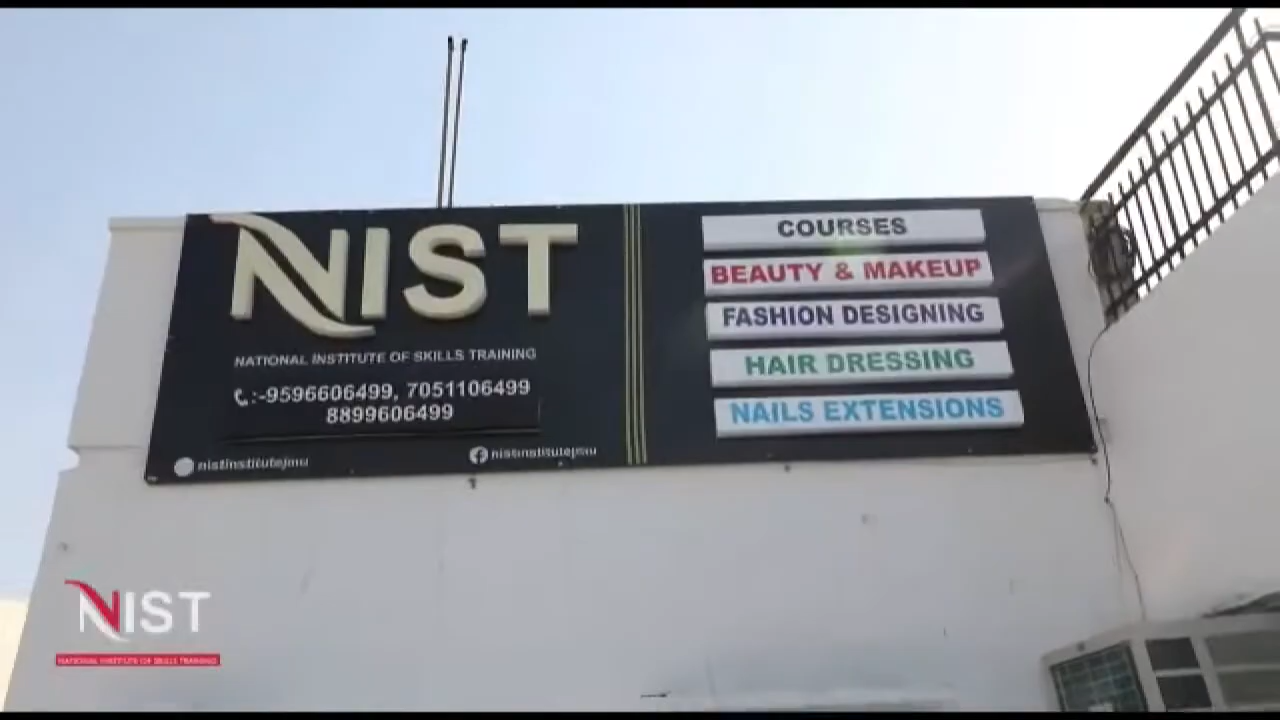 NIST
NATIONAL INSTITUTE OF SKILLS TRAINING
:-9596606499, 7051106499
8899606499
nistinstitutejmu
nistinstitutejmu
COURSES
BEAUTY & MAKEUP
FASHION DESIGNING
HAIR DRESSING
NAILS EXTENSIONS
NIST
NATIONAL INSTITUTE OF SKILLS TRAINING